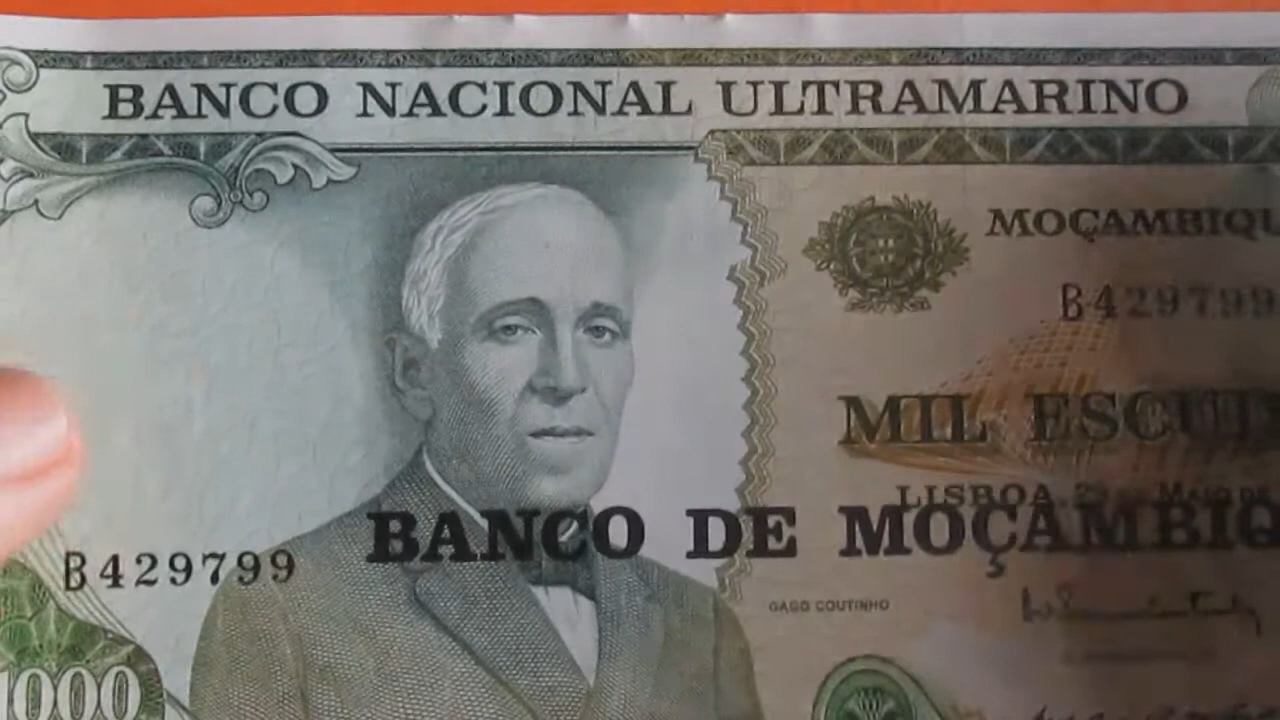 BANCO NACIONAL ULTRAMARINO
MOÇAMBIQU
B429799
MIL ESCU
LISBOA
BANCO DE MOÇAMBIQ
B429799
GAGO COUTINHO
1000